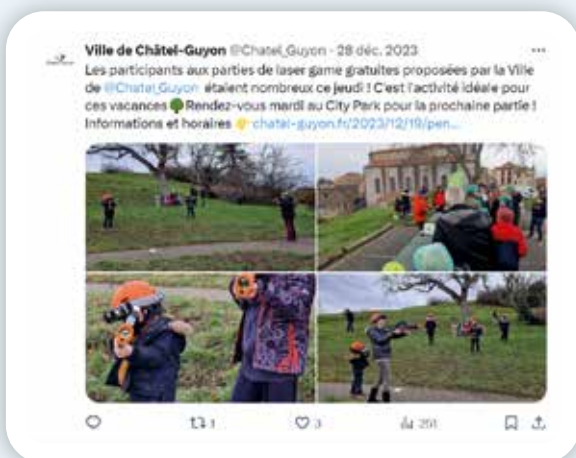 Ville de Châtel-Guyon @Chatel_Guyon · 28 déc. 2023
Les participants aux parties de laser game gratuites proposées par la Ville
de @Chatel_Guyon étaient nombreux ce jeudi ! C'est l'activité idéale pour
ces vacances 🌳Rendez-vous mardi au City Park pour la prochaine partie !
Informations et horaires 👉chatel-guyon.fr/2023/12/19/pen...
1
3
251